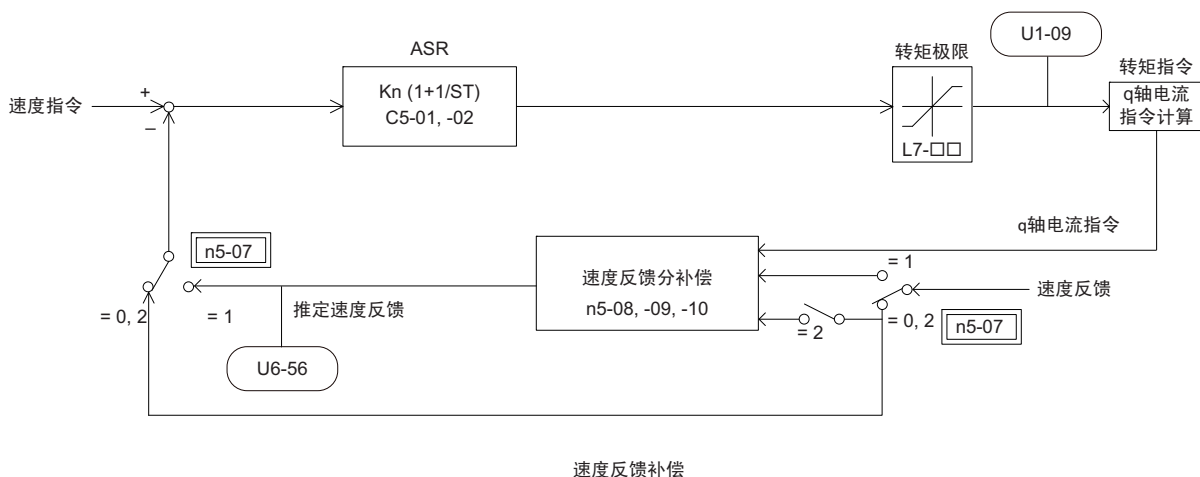 U1-09
ASR
转矩极限
转矩指令
速度指令
+
−
Kn (1+1/ST)
C5-01, -02
L7-□□
q轴电流
指令计算
q轴电流指令
n5-07
= 0, 2
= 1
推定速度反馈
U6-56
速度反馈分补偿
n5-08, -09, -10
= 1
速度反馈
= 2
= 0, 2
n5-07
速度反馈补偿